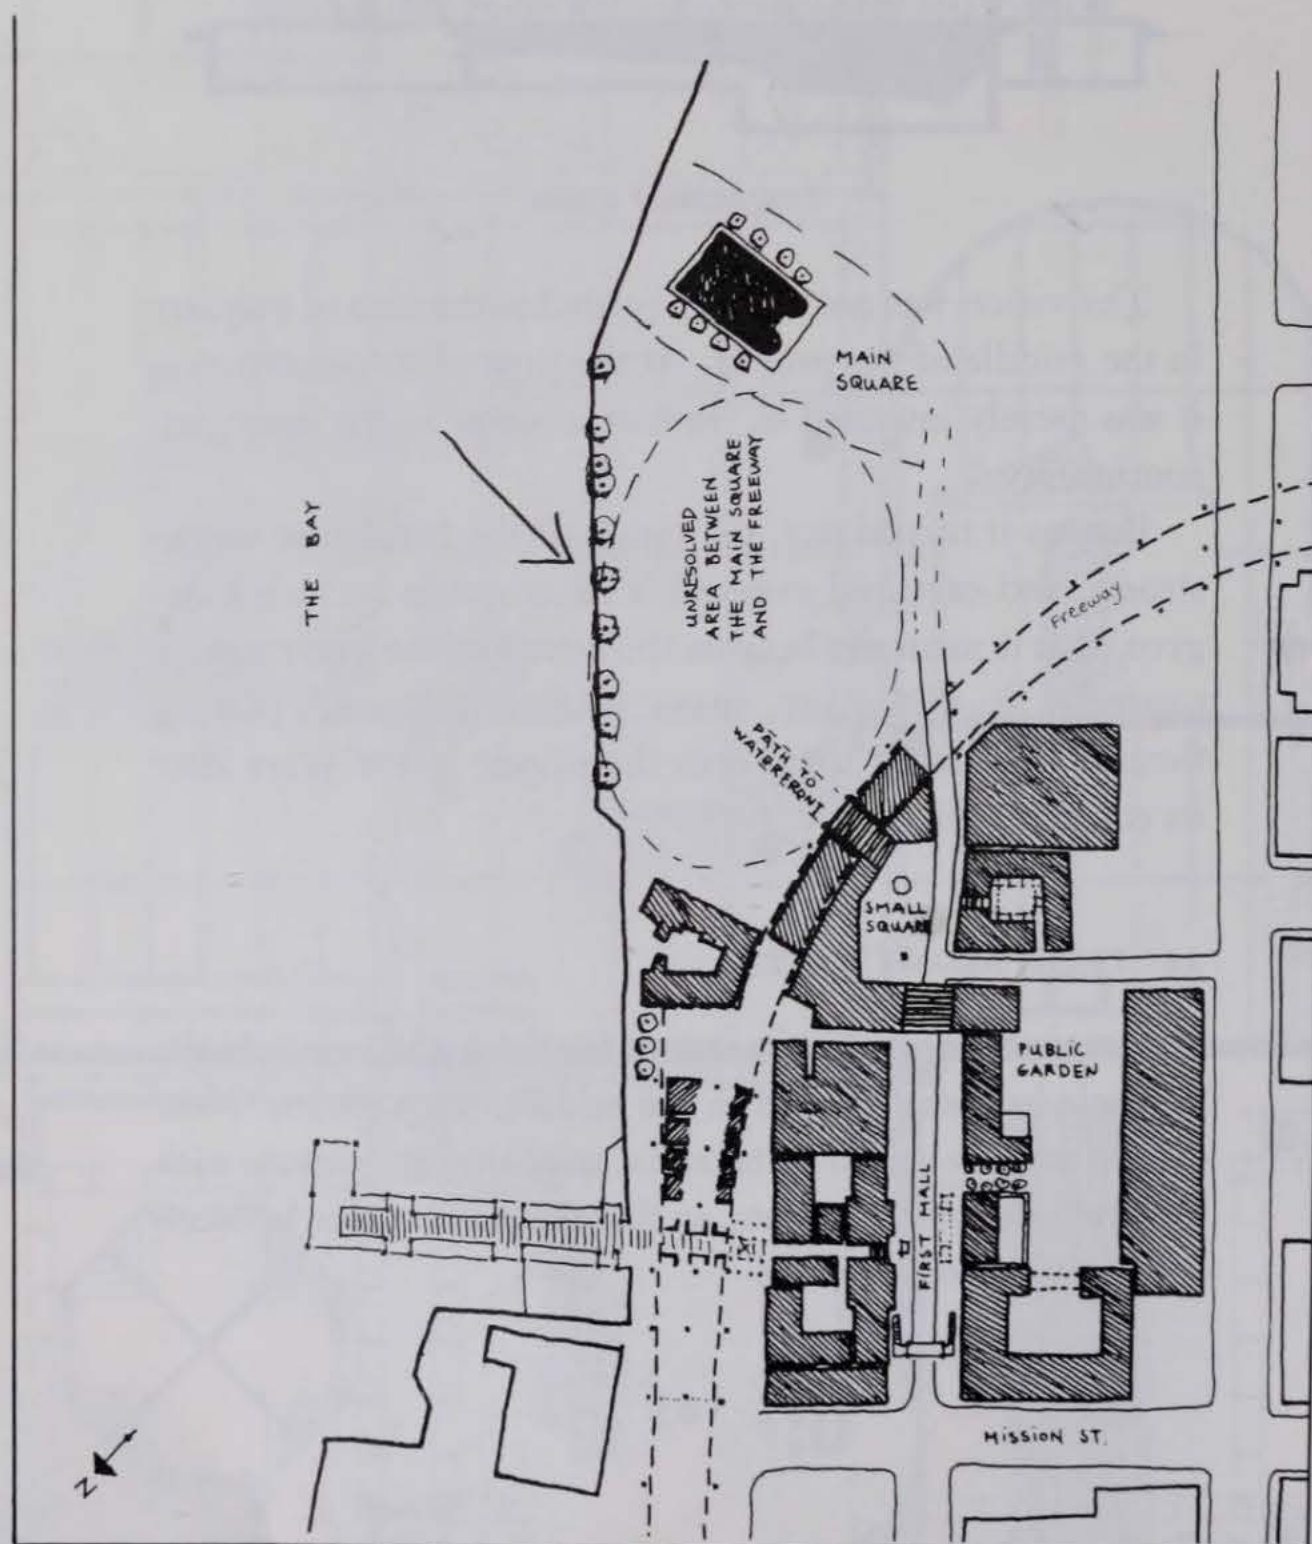 MAIN
SQUARE
THE BAY
UNRESOLVED
AREA BETWEEN
THE MAIN SQUARE
AND THE FREEWAY
Freeway
PATH TO
WATERFRONT
SMALL
SQUARE
PUBLIC
GARDEN
FIRST HALL
MISSION ST.
N